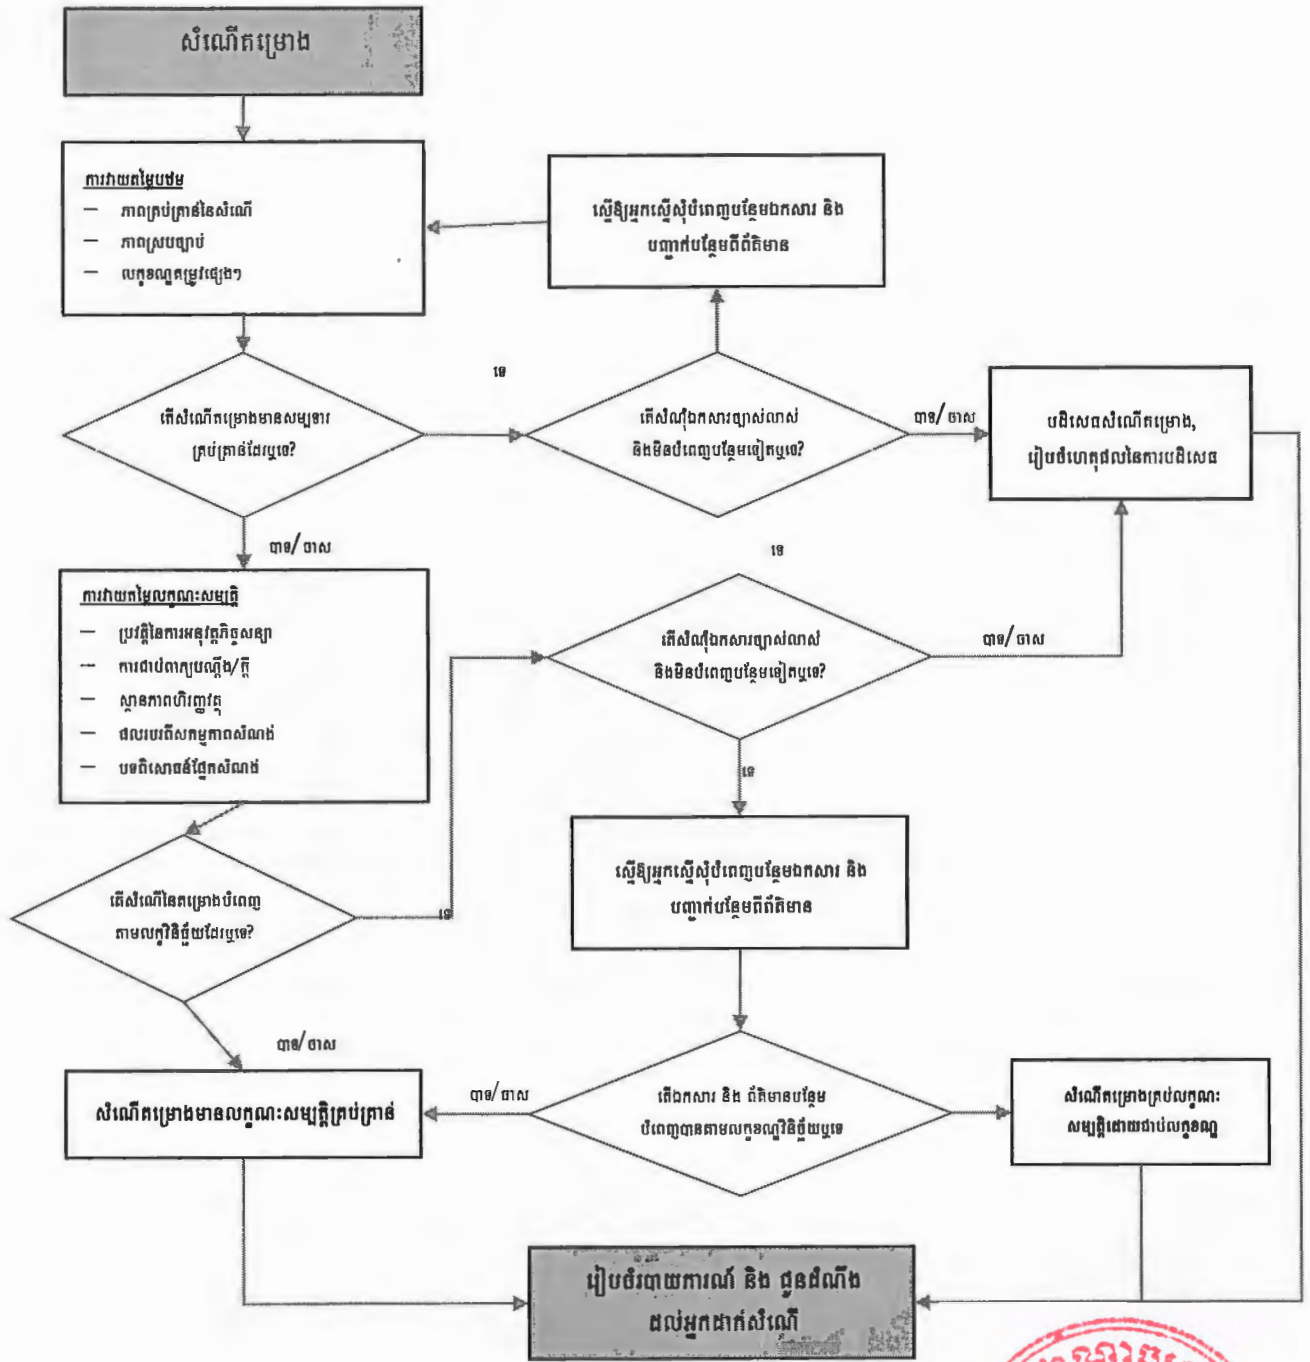 សំណើគម្រោង
ការវាយតម្លៃបឋម
— ភាពគ្រប់គ្រាន់នៃសំណើ
— ភាពស្របច្បាប់
— លក្ខខណ្ឌតម្រូវផ្សេងៗ
ស្នើឱ្យអ្នកស្នើសុំបំពេញបន្ថែមឯកសារ និង
បញ្ជាក់បន្ថែមពីព័ត៌មាន
ទេ
តើសំណើគម្រោងមានសម្បទារ
គ្រប់គ្រាន់ដែរឬទេ?
តើសំណុំឯកសារច្បាស់លាស់
និងមិនបំពេញបន្ថែមទៀតឬទេ?
បាទ/ចាស
បដិសេធសំណើគម្រោង,
រៀបចំហេតុផលនៃការបដិសេធ
បាទ/ចាស
ទេ
ការវាយតម្លៃលក្ខណៈសម្បត្តិ
— ប្រវត្តិនៃការអនុវត្តកិច្ចសន្យា
— ការជាប់ពាក្យបណ្តឹង/ក្តី
— ស្ថានភាពហិរញ្ញវត្ថុ
— ផលរបរពីសកម្មភាពសំណង់
— បទពិសោធន៍ផ្នែកសំណង់
តើសំណុំឯកសារច្បាស់លាស់
និងមិនបំពេញបន្ថែមទៀតឬទេ?
បាទ/ចាស
ទេ
តើសំណើនៃគម្រោងបំពេញ
តាមលក្ខវិនិច្ឆ័យដែរឬទេ?
ទេ
ស្នើឱ្យអ្នកស្នើសុំបំពេញបន្ថែមឯកសារ និង
បញ្ជាក់បន្ថែមពីព័ត៌មាន
បាទ/ចាស
សំណើគម្រោងមានលក្ខណៈសម្បត្តិគ្រប់គ្រាន់
បាទ/ចាស
តើឯកសារ និង ព័ត៌មានបន្ថែម
បំពេញបានតាមលក្ខខណ្ឌវិនិច្ឆ័យឬទេ
សំណើគម្រោងគ្រប់លក្ខណៈ
សម្បត្តិដោយជាប់លក្ខខណ្ឌ
រៀបចំរបាយការណ៍ និង ជូនដំណឹង
ដល់អ្នកដាក់សំណើ